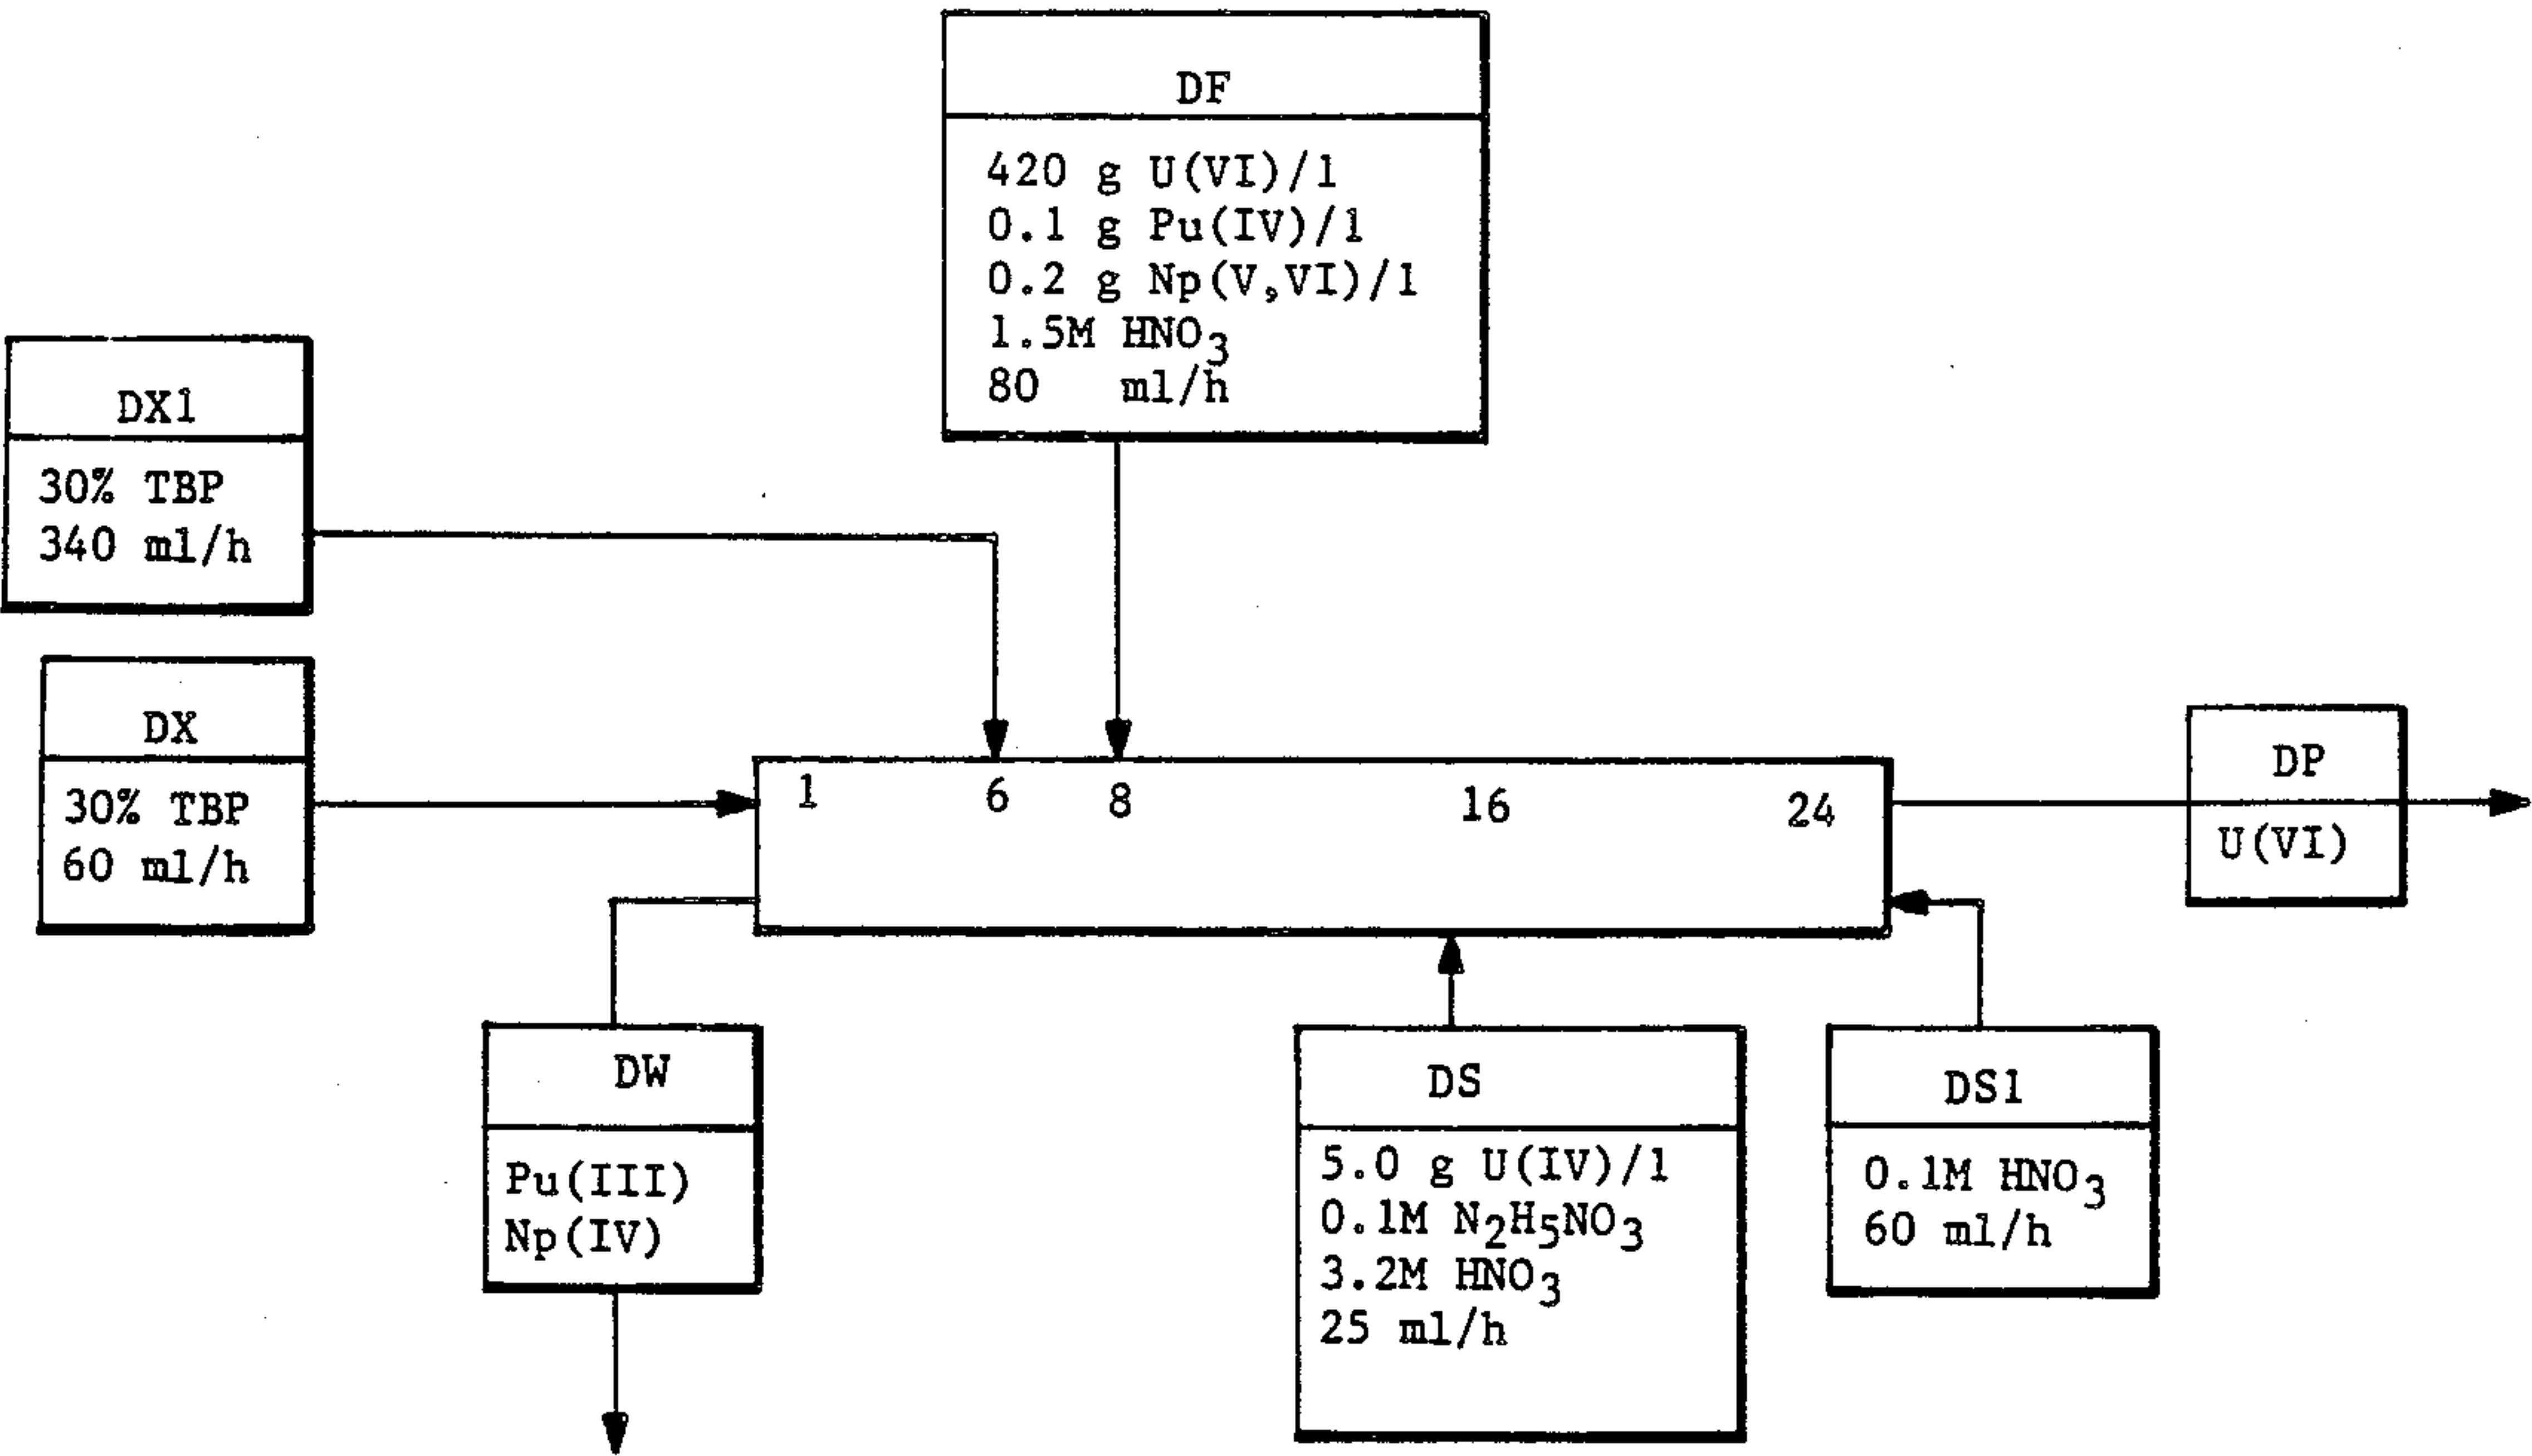 DF
420 g U(VI)/l
0.1 g Pu(IV)/l
0.2 g Np(V,VI)/l
1.5M HNO3
80 ml/h
DX1
30% TBP
340 ml/h
DX
30% TBP
60 ml/h
1 6 8 16 24
DP
U(VI)
DW
Pu(III)
Np(IV)
DS
5.0 g U(IV)/l
0.1M N2H5NO3
3.2M HNO3
25 ml/h
DS1
0.1M HNO3
60 ml/h